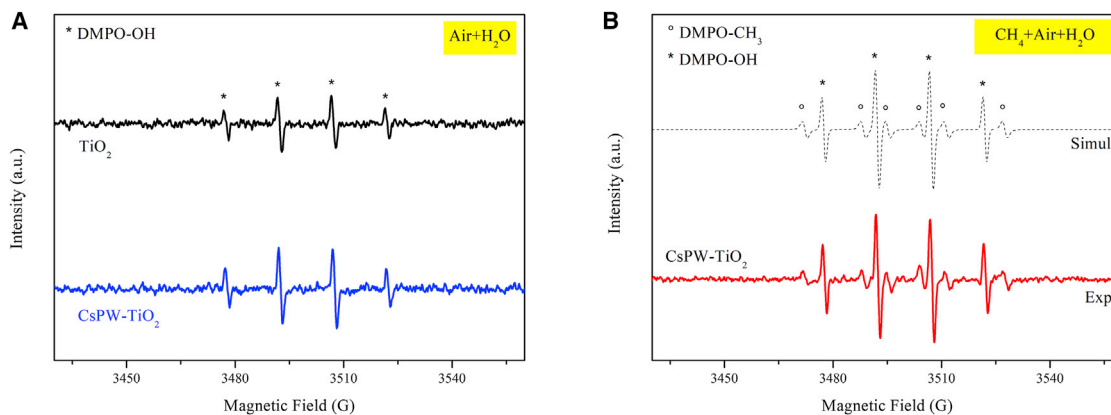 A
* DMPO-OH
Air+H₂O
* * * *
TiO₂
CsPW-TiO₂
Intensity (a.u.)
3450 3480 3510 3540
Magnetic Field (G)
B
° DMPO-CH₃
* DMPO-OH
CH₄+Air+H₂O
* * * *
° ° ° ° ° °
Simul
CsPW-TiO₂
Exp
Intensity (a.u.)
3450 3480 3510 3540
Magnetic Field (G)